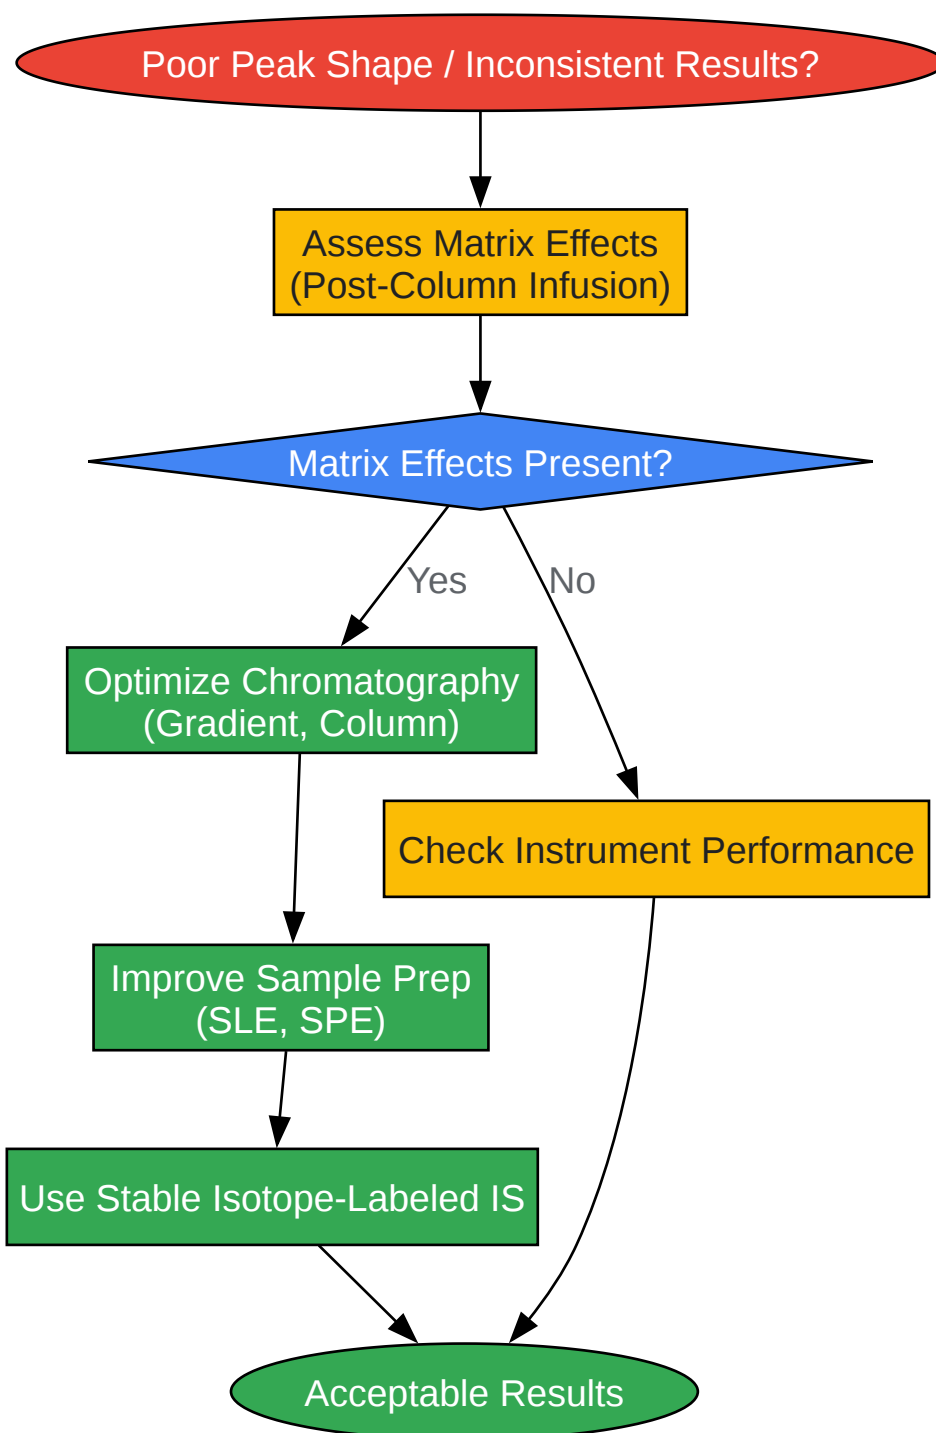 Poor Peak Shape / Inconsistent Results?
Assess Matrix Effects
(Post-Column Infusion)
Matrix Effects Present?
Yes
No
Optimize Chromatography
(Gradient, Column)
Check Instrument Performance
Improve Sample Prep
(SLE, SPE)
Use Stable Isotope-Labeled IS
Acceptable Results